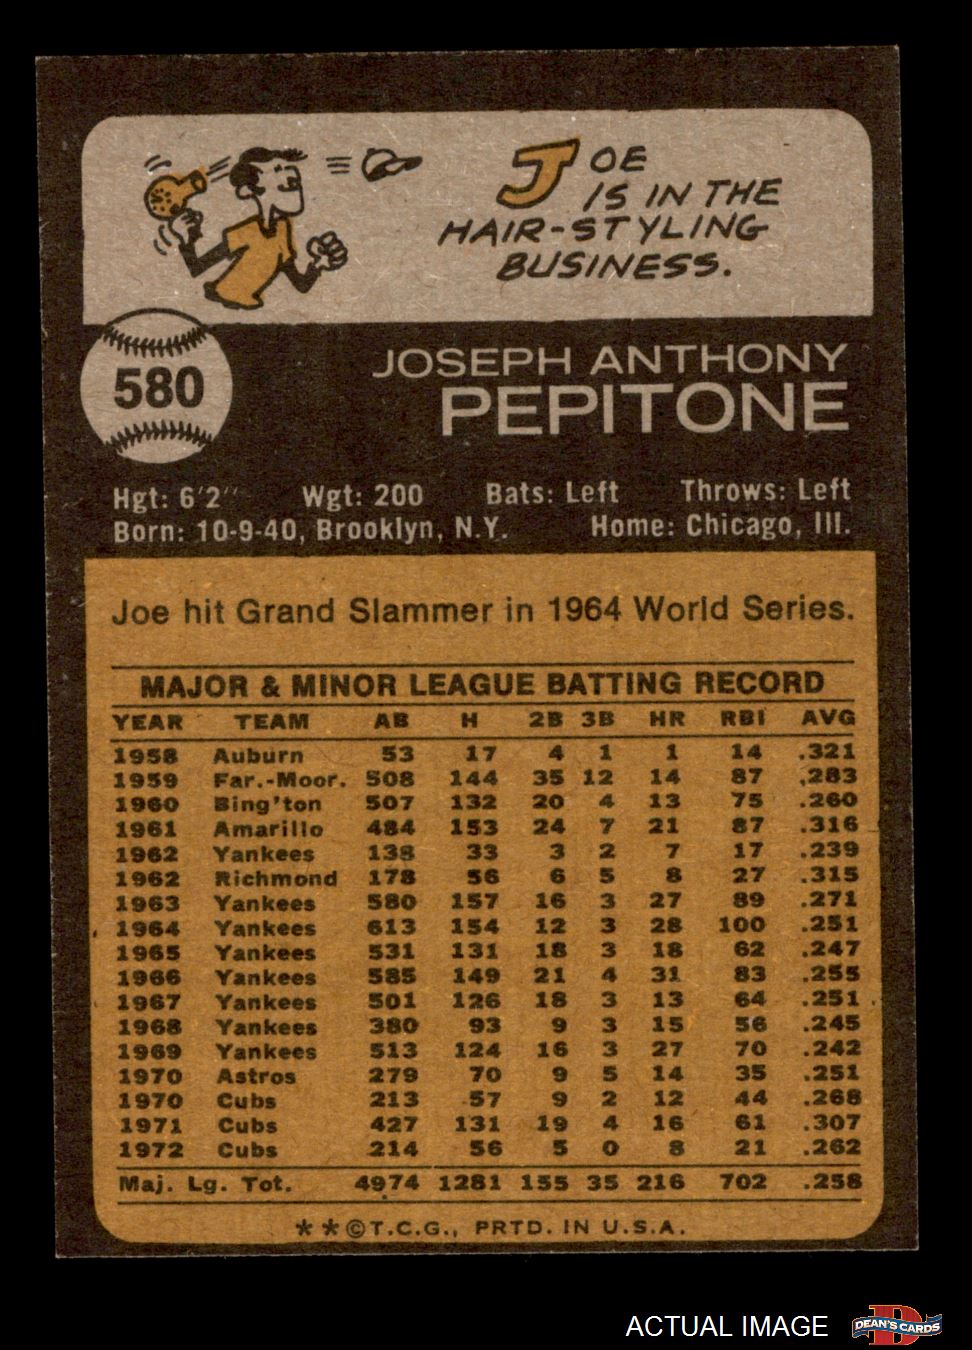 JOE
IS IN THE
HAIR-STYLING
BUSINESS.
580
JOSEPH ANTHONY
PEPITONE
Hgt: 6'2" Wgt: 200 Bats: Left Throws: Left
Born: 10-9-40, Brooklyn, N.Y. Home: Chicago, Ill.
Joe hit Grand Slammer in 1964 World Series.
MAJOR & MINOR LEAGUE BATTING RECORD
YEAR TEAM AB H 2B 3B HR RBI AVG
1958 Auburn 53 17 4 1 1 14 .321
1959 Far.-Moor. 508 144 35 12 14 87 .283
1960 Bing'ton 507 132 20 4 13 75 .260
1961 Amarillo 484 153 24 7 21 87 .316
1962 Yankees 138 33 3 2 7 17 .239
1962 Richmond 178 56 6 5 8 27 .315
1963 Yankees 580 157 16 3 27 89 .271
1964 Yankees 613 154 12 3 28 100 .251
1965 Yankees 531 131 18 3 18 62 .247
1966 Yankees 585 149 21 4 31 83 .255
1967 Yankees 501 126 18 3 13 64 .251
1968 Yankees 380 93 9 3 15 56 .245
1969 Yankees 513 124 16 3 27 70 .242
1970 Astros 279 70 9 5 14 35 .251
1970 Cubs 213 57 9 2 12 44 .268
1971 Cubs 427 131 19 4 16 61 .307
1972 Cubs 214 56 5 0 8 21 .262
Maj. Lg. Tot. 4974 1281 155 35 216 702 .258
**©T.C.G., PRTD. IN U.S.A.
ACTUAL IMAGE
D
DEAN'S CARDS